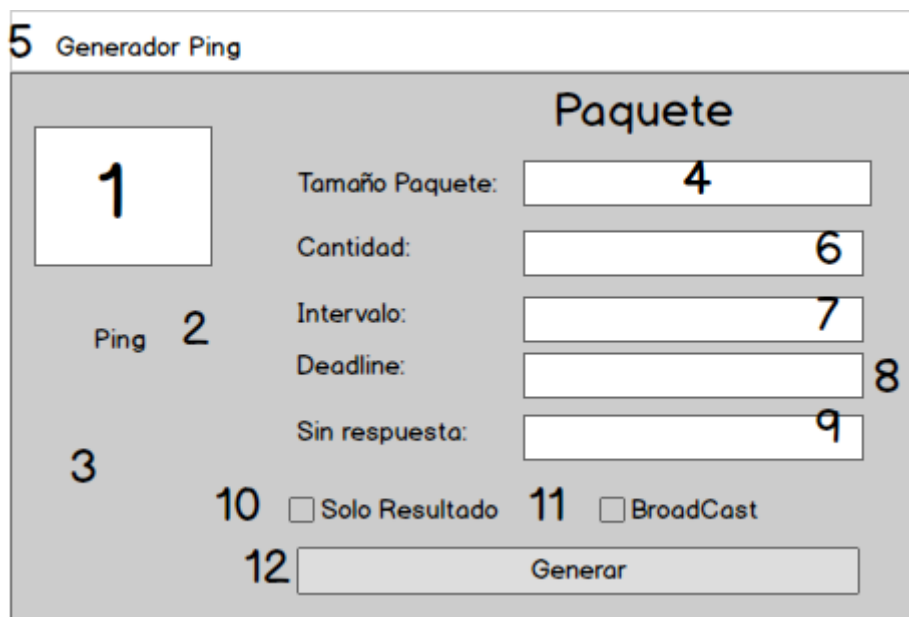 5 Generador Ping
Paquete
1
Tamaño Paquete: 4
Cantidad: 6
Intervalo: 7
Ping 2
Deadline: 8
Sin respuesta: 9
3
10 Solo Resultado 11 BroadCast
12 Generar